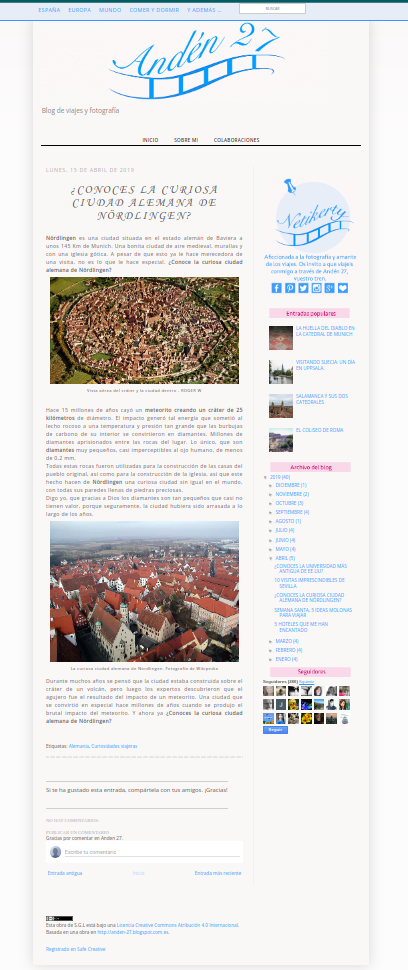 ESPAÑA EUROPA MUNDO COMER Y DORMIR Y ADEMÁS ...
BUSCAR
Andén 27
Blog de viajes y fotografía
INICIO SOBRE MI COLABORACIONES
LUNES, 15 DE ABRIL DE 2019
¿CONOCES LA CURIOSA
CIUDAD ALEMANA DE
NÖRDLINGEN?
Nördlingen es una ciudad situada en el estado alemán de Baviera a
unos 145 Km de Munich. Una bonita ciudad de aire medieval, murallas y
una iglesia gótica. A pesar de que esto ya le hace merecedora de
una visita, no es lo que le hace especial. ¿Conoce la curiosa ciudad
alemana de Nördlingen?
Vista aérea del cráter y la ciudad dentro - ROGER W
Hace 15 millones de años cayó un meteorito creando un cráter de 25
kilómetros de diámetro. El impacto generó tal energía que sometió al
lecho rocoso a una temperatura y presión tan grande que las burbujas
de carbono de su interior se convirtieron en diamantes. Millones de
diamantes aprisionados entre las rocas del lugar. Lo único, que son
diamantes muy pequeños, casi imperceptibles al ojo humano, de menos
de 0,2 mm.
Todas estas rocas fueron utilizadas para la construcción de las casas del
pueblo original, así como para la construcción de la iglesia, así que este
hecho hacen de Nördlingen una curiosa ciudad sin igual en el mundo,
con todas sus paredes llenas de piedras preciosas.
Digo yo, que gracias a Dios los diamantes son tan pequeños que casi no
tienen valor, porque seguramente, la ciudad hubiera sido arrasada a lo
largo de los años.
La curiosa ciudad alemana de Nördlingen. Fotografía de Wikipedia
Durante muchos años se pensó que la ciudad estaba construida sobre el
cráter de un volcán, pero luego los expertos descubrieron que el
agujero fue el resultado del impacto de un meteorito. Una ciudad que
se convirtió en especial hace millones de años cuando se produjo el
brutal impacto del meteorito. Y ahora ya ¿Conoces la curiosa ciudad
alemana de Nördlingen?
Etiquetas: Alemania, Curiosidades viajeras
Si te ha gustado esta entrada, compártela con tus amigos. ¡Gracias!
NO HAY COMENTARIOS:
PUBLICAR UN COMENTARIO
Gracias por comentar en Andén 27.
Escribe tu comentario
Entrada antigua Inicio Entrada más reciente
Esta obra de S.G.L está bajo una Licencia Creative Commons Atribución 4.0 Internacional.
Basada en una obra en http://anden-27.blogspot.com.es.
Registrado en Safe Creative
Netikerty
Aficionada a la fotografía y amante
de los viajes. Os invito a que viajéis
conmigo a través de Andén 27,
vuestro tren.
Entradas populares
LA HUELLA DEL DIABLO EN
LA CATEDRAL DE MUNICH
VISITANDO SUECIA: UN DÍA
EN UPPSALA.
SALAMANCA Y SUS DOS
CATEDRALES
EL COLISEO DE ROMA
Archivo del blog
▼ 2019 (40)
► DICIEMBRE (1)
► NOVIEMBRE (2)
► OCTUBRE (3)
► SEPTIEMBRE (4)
► AGOSTO (1)
► JULIO (4)
► JUNIO (4)
► MAYO (4)
▼ ABRIL (5)
¿CONOCES LA UNIVERSIDAD MÁS
ANTIGUA DE EE.UU?
10 VISITAS IMPRESCINDIBLES DE
SEVILLA
¿CONOCES LA CURIOSA CIUDAD
ALEMANA DE NÖRDLINGEN?
SEMANA SANTA, 5 IDEAS MOLONAS
PARA VIAJAR
5 HOTELES QUE ME HAN
ENCANTADO
► MARZO (4)
► FEBRERO (4)
► ENERO (4)
Seguidores
Seguidores (296) Siguiente
Seguir